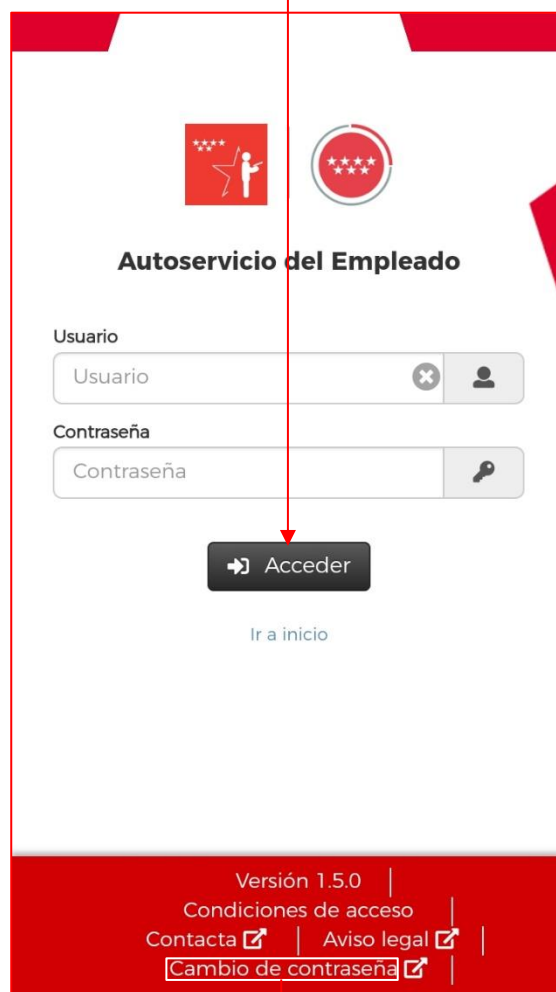 Autoservicio del Empleado
Usuario
Usuario
Contraseña
Contraseña
Acceder
Ir a inicio
Versión 1.5.0
Condiciones de acceso
Contacta | Aviso legal
Cambio de contraseña